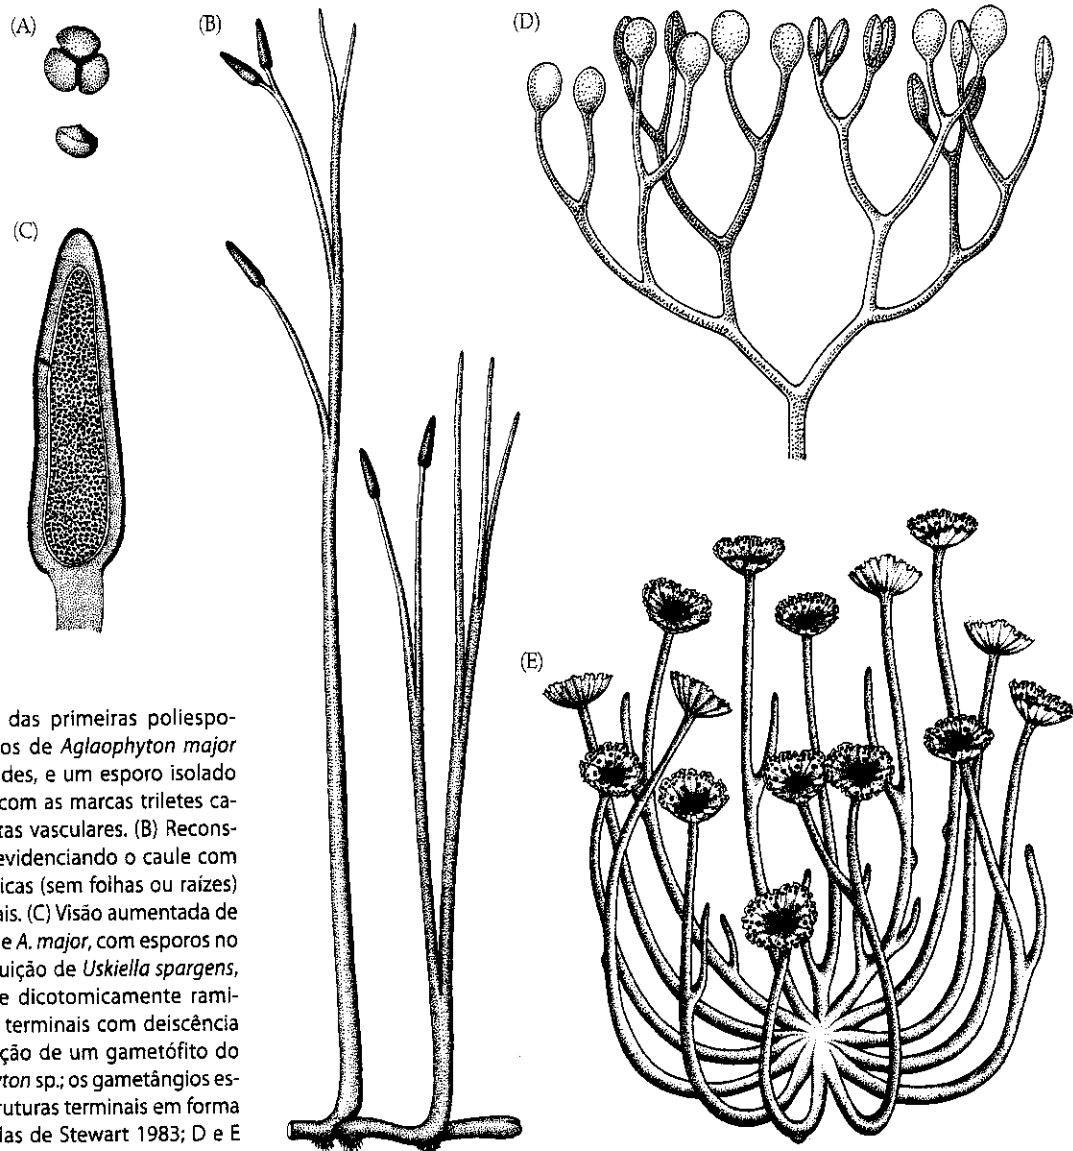 (A)
(B)
(C)
(D)
(E)
das primeiras poliespo-
os de Aglaophyton major
des, e um esporo isolado
com as marcas triletes ca-
tas vasculares. (B) Recons-
evidenciando o caule com
icas (sem folhas ou raízes)
ais. (C) Visão aumentada de
e A. major, com esporos no
uição de Uskiella spargens,
e dicotomicamente rami-
terminais com deiscência
ção de um gametófito do
yton sp.; os gametângios es-
ruturas terminais em forma
las de Stewart 1983; D e E